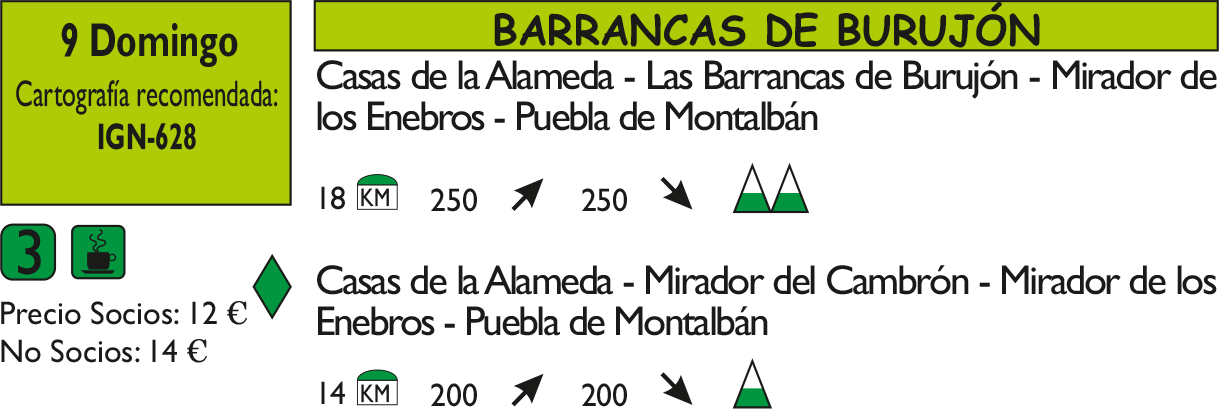 9 Domingo
Cartografía recomendada:
IGN-628
3
Precio Socios: 12 €
No Socios: 14 €
BARRANCAS DE BURUJÓN
Casas de la Alameda - Las Barrancas de Burujón - Mirador de
los Enebros - Puebla de Montalbán
18 KM 250 250
Casas de la Alameda - Mirador del Cambrón - Mirador de los
Enebros - Puebla de Montalbán
14 KM 200 200